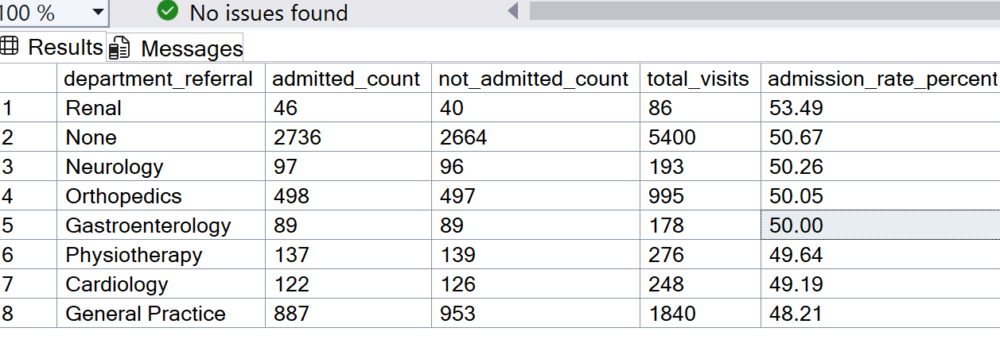 100 % No issues found
Results Messages
department_referral admitted_count not_admitted_count total_visits admission_rate_percent
1 Renal 46 40 86 53.49
2 None 2736 2664 5400 50.67
3 Neurology 97 96 193 50.26
4 Orthopedics 498 497 995 50.05
5 Gastroenterology 89 89 178 50.00
6 Physiotherapy 137 139 276 49.64
7 Cardiology 122 126 248 49.19
8 General Practice 887 953 1840 48.21